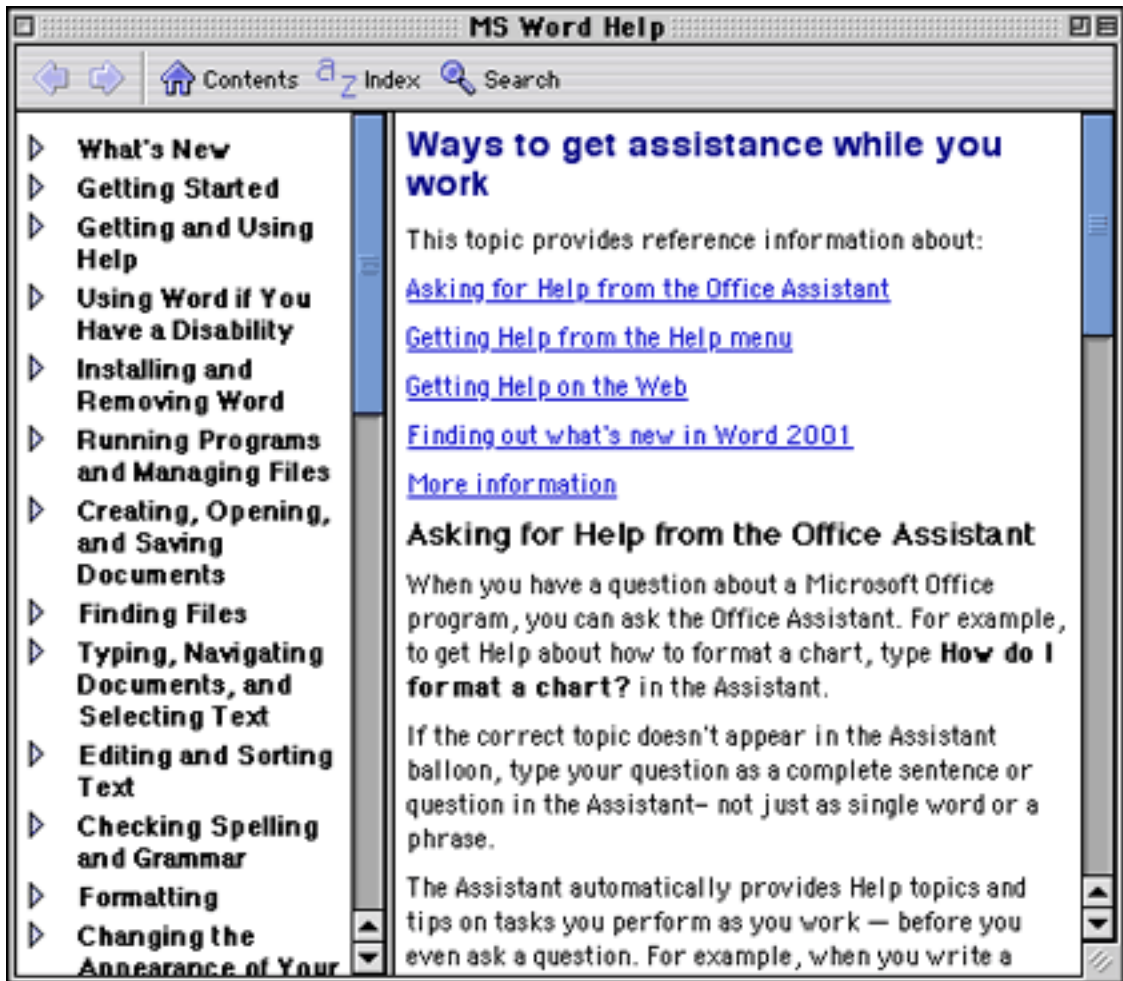 MS Word Help
Contents
Index
Search
What's New
Getting Started
Getting and Using
Help
Using Word if You
Have a Disability
Installing and
Removing Word
Running Programs
and Managing Files
Creating, Opening,
and Saving
Documents
Finding Files
Typing, Navigating
Documents, and
Selecting Text
Editing and Sorting
Text
Checking Spelling
and Grammar
Formatting
Changing the
Appearance of Your
Ways to get assistance while you
work
This topic provides reference information about:
Asking for Help from the Office Assistant
Getting Help from the Help menu
Getting Help on the Web
Finding out what's new in Word 2001
More information
Asking for Help from the Office Assistant
When you have a question about a Microsoft Office
program, you can ask the Office Assistant. For example,
to get Help about how to format a chart, type How do I
format a chart? in the Assistant.
If the correct topic doesn't appear in the Assistant
balloon, type your question as a complete sentence or
question in the Assistant– not just as single word or a
phrase.
The Assistant automatically provides Help topics and
tips on tasks you perform as you work — before you
even ask a question. For example, when you write a